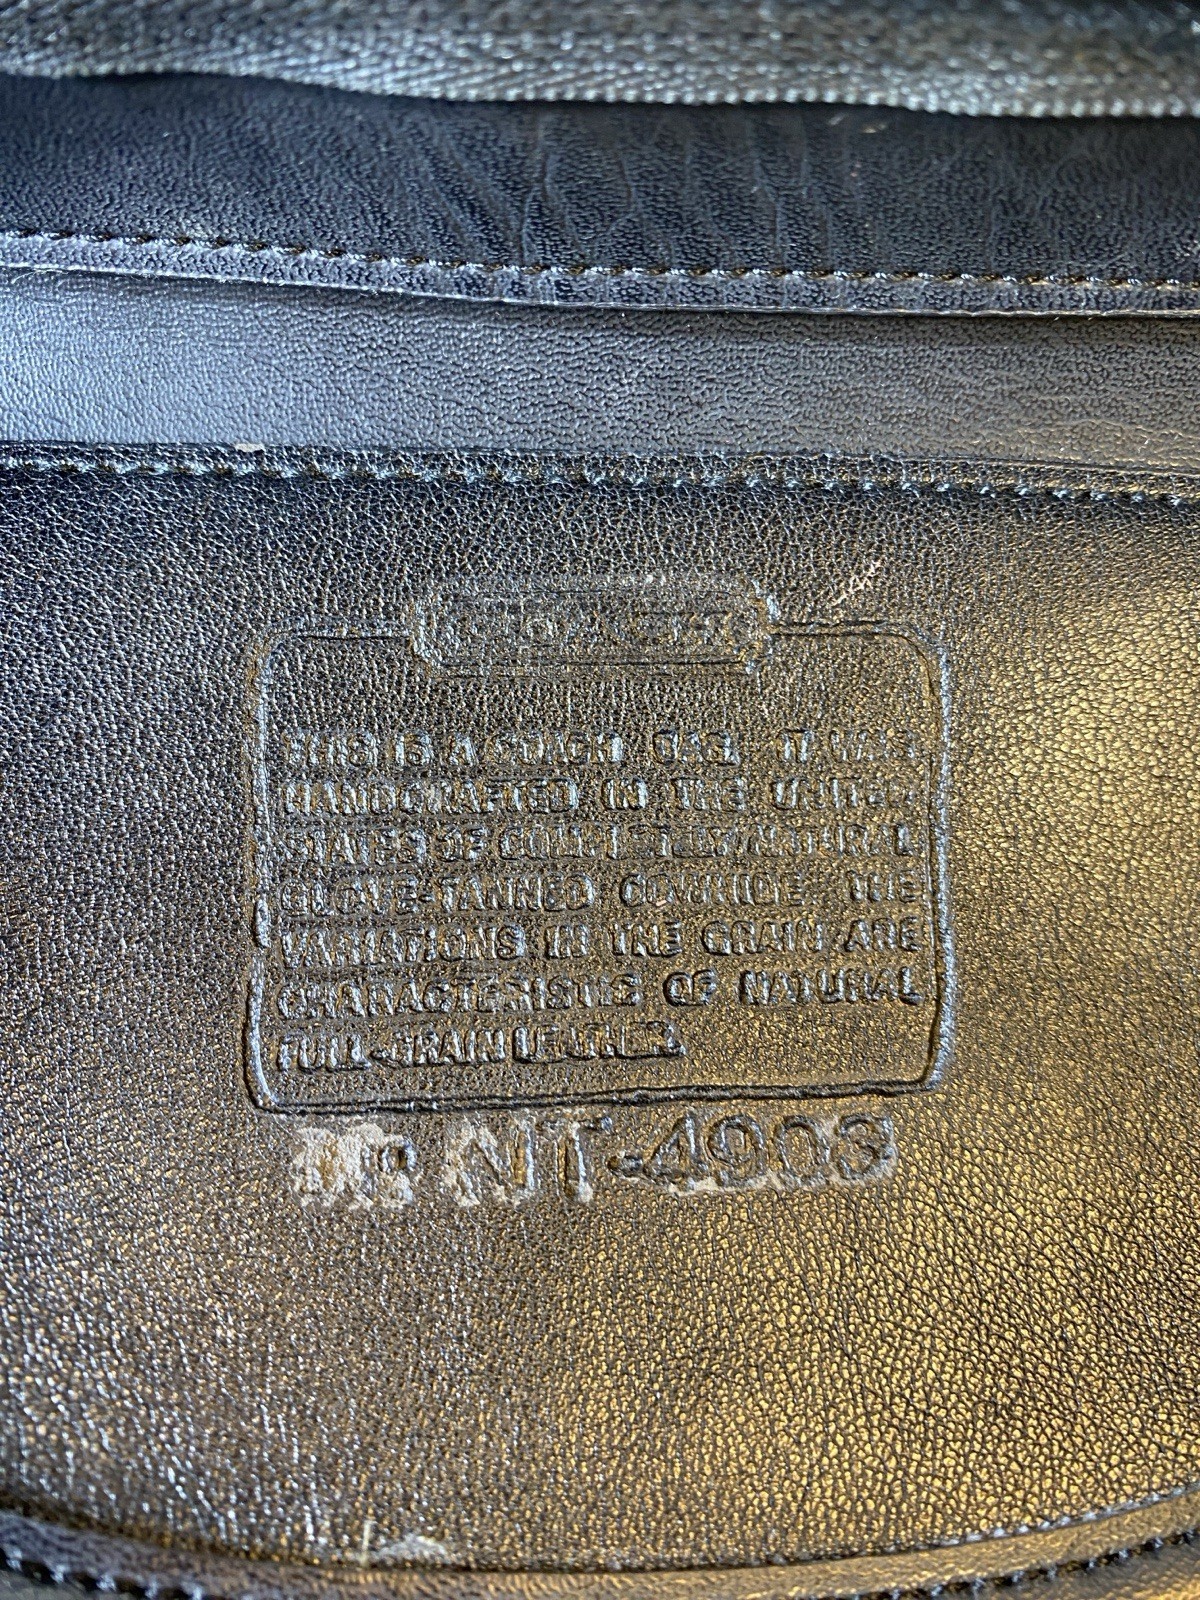 COACH
THIS IS A COACH BAG. IT WAS
HANDCRAFTED IN THE UNITED
STATES OF COMPLETELY NATURAL
GLOVE-TANNED COWHIDE. THE
VARIATIONS IN THE GRAIN ARE
CHARACTERISTIC OF NATURAL
FULL-GRAIN LEATHER.
NT-4903